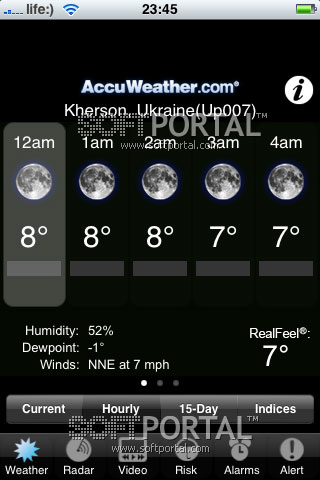 life:) 23:45
AccuWeather.com®
Kherson, Ukraine(Up007)
SOFTPORTAL™
www.softportal.com
12am 1am 2am 3am 4am
8° 8° 8° 7° 7°
Humidity: 52%
Dewpoint: -1°
Winds: NNE at 7 mph
RealFeel®:
7°
Current Hourly 15-Day Indices
SOFTPORTAL™
www.softportal.com
Weather Radar Video Risk Alarms Alert